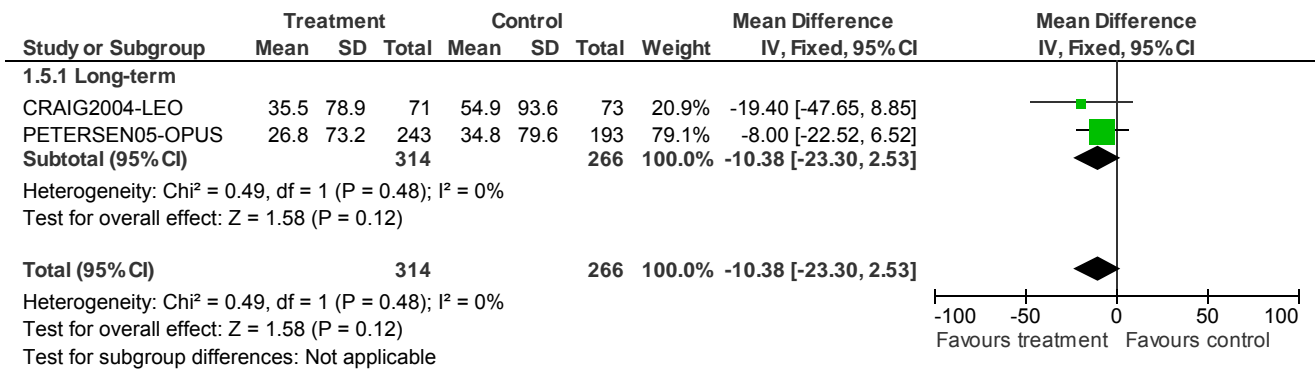 Treatment Control Mean Difference Mean Difference
Study or Subgroup Mean SD Total Mean SD Total Weight IV, Fixed, 95% CI IV, Fixed, 95% CI
1.5.1 Long-term
CRAIG2004-LEO 35.5 78.9 71 54.9 93.6 73 20.9% -19.40 [-47.65, 8.85]
PETERSEN05-OPUS 26.8 73.2 243 34.8 79.6 193 79.1% -8.00 [-22.52, 6.52]
Subtotal (95% CI) 314 266 100.0% -10.38 [-23.30, 2.53]
Heterogeneity: Chi² = 0.49, df = 1 (P = 0.48); I² = 0%
Test for overall effect: Z = 1.58 (P = 0.12)
Total (95% CI) 314 266 100.0% -10.38 [-23.30, 2.53]
Heterogeneity: Chi² = 0.49, df = 1 (P = 0.48); I² = 0%
Test for overall effect: Z = 1.58 (P = 0.12)
Test for subgroup differences: Not applicable
-100 -50 0 50 100
Favours treatment Favours control